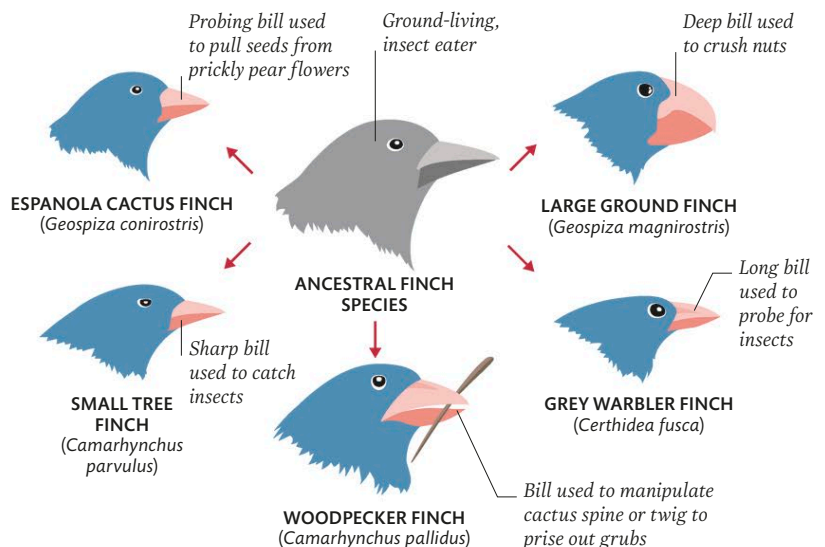 Probing bill used
to pull seeds from
prickly pear flowers
Ground-living,
insect eater
Deep bill used
to crush nuts
ESPANOLA CACTUS FINCH
(Geospiza conirostris)
ANCESTRAL FINCH
SPECIES
LARGE GROUND FINCH
(Geospiza magnirostris)
Sharp bill
used to catch
insects
SMALL TREE
FINCH
(Camarhynchus
parvulus)
Long bill
used to
probe for
insects
GREY WARBLER FINCH
(Certhidea fusca)
Bill used to manipulate
cactus spine or twig to
prise out grubs
WOODPECKER FINCH
(Camarhynchus pallidus)